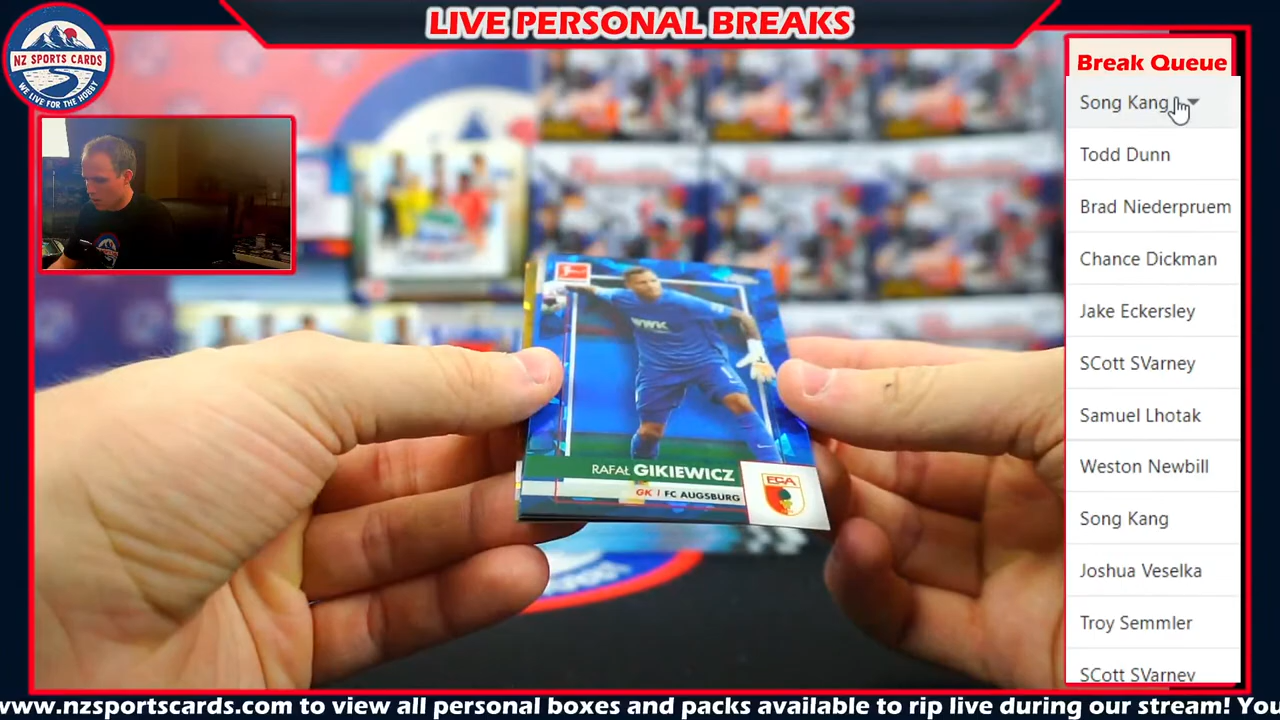 LIVE PERSONAL BREAKS
NZ SPORTS CARDS
WE LIVE FOR THE HOBBY
Break Queue
Song Kang
Todd Dunn
Brad Niederpruem
Chance Dickman
Jake Eckersley
SCott SVarney
Samuel Lhotak
Weston Newbill
Song Kang
Joshua Veselka
Troy Semmler
SCott SVarney
WWK
RAFAŁ GIKIEWICZ
GK | FC AUGSBURG
FCA
www.nzsportscards.com to view all personal boxes and packs available to rip live during our stream! You